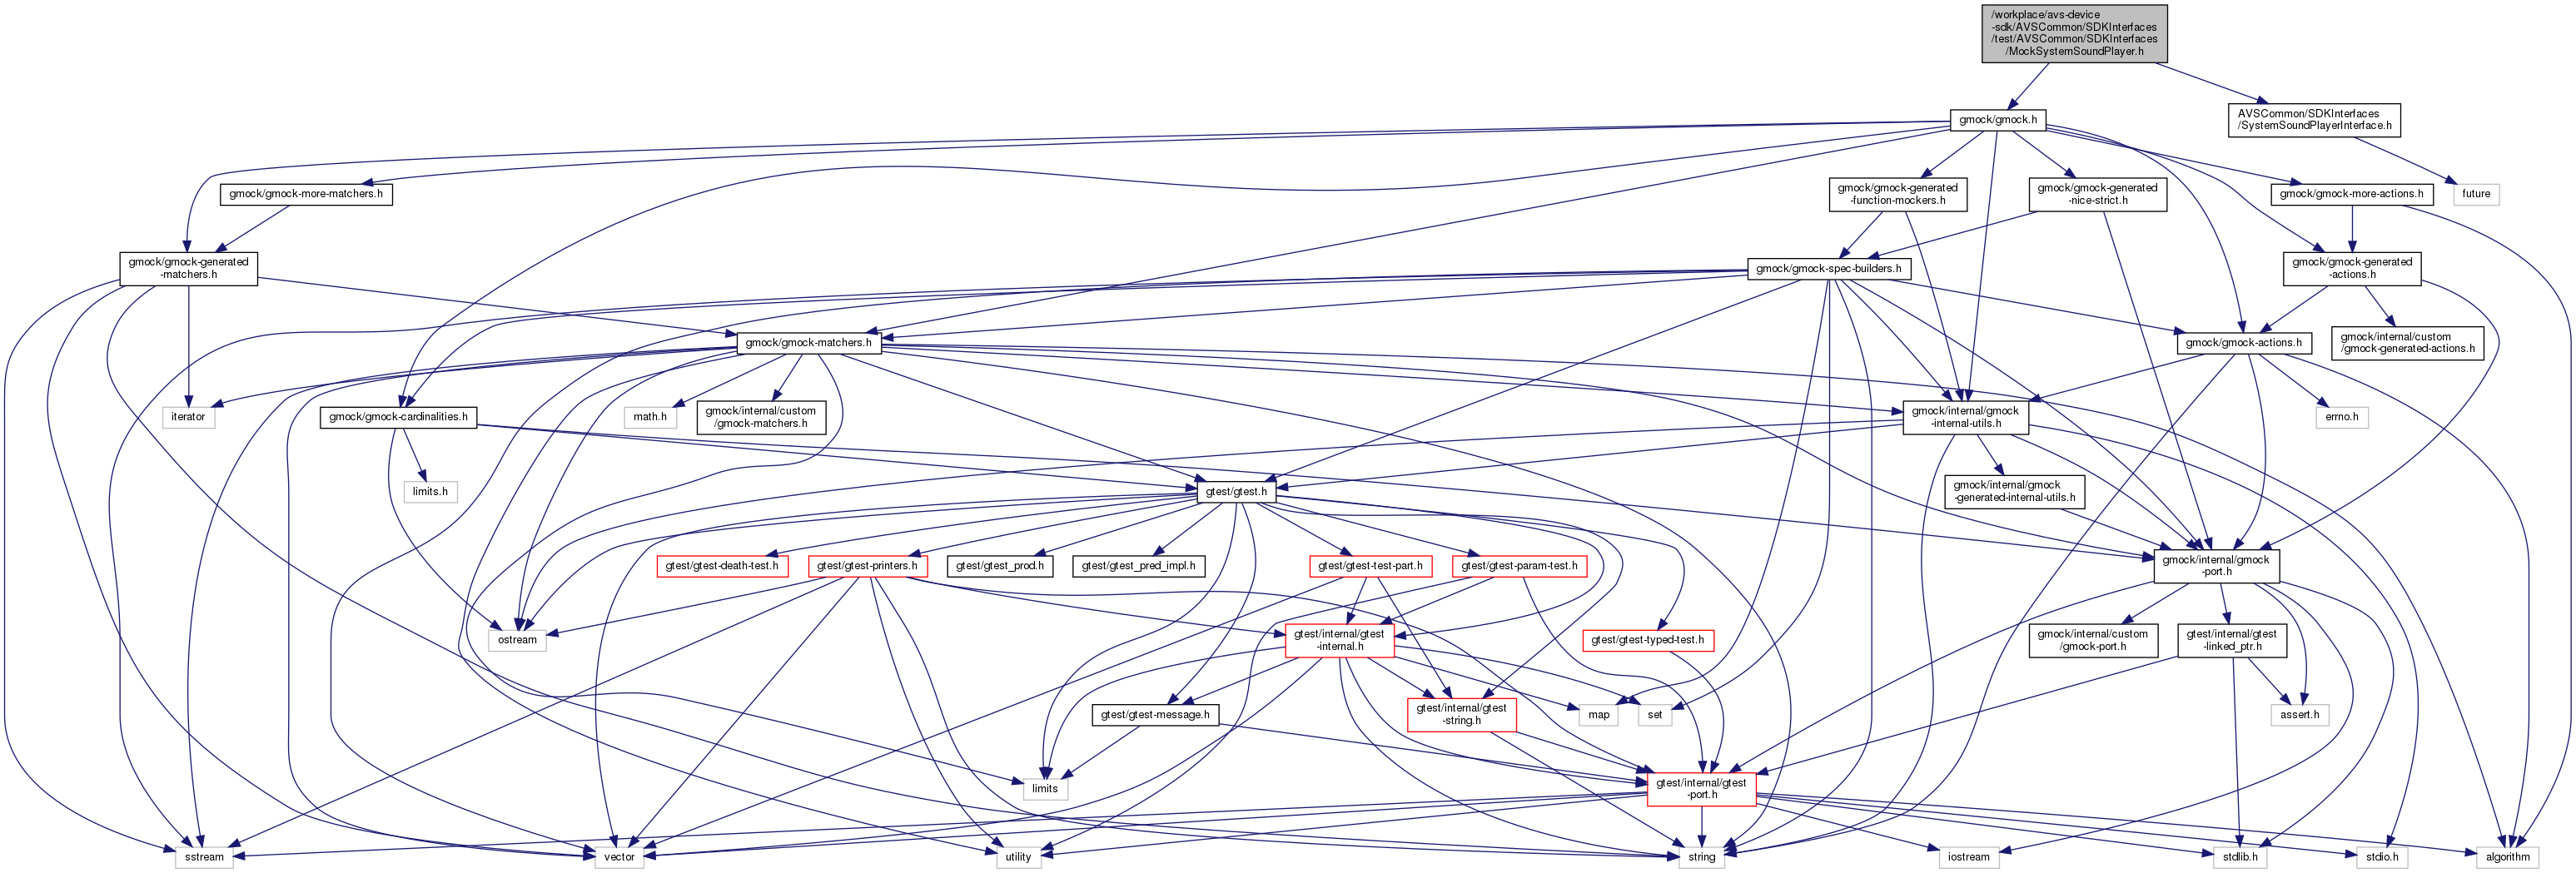 /workplace/avs-device
-sdk/AVSCommon/SDKInterfaces
/test/AVSCommon/SDKInterfaces
/MockSystemSoundPlayer.h
gmock/gmock.h
AVSCommon/SDKInterfaces
/SystemSoundPlayerInterface.h
gmock/gmock-more-matchers.h
gmock/gmock-generated
-function-mockers.h
gmock/gmock-generated
-nice-strict.h
gmock/gmock-more-actions.h
future
gmock/gmock-generated
-matchers.h
gmock/gmock-spec-builders.h
gmock/gmock-generated
-actions.h
gmock/gmock-matchers.h
gmock/gmock-actions.h
gmock/internal/custom
/gmock-generated-actions.h
iterator
gmock/gmock-cardinalities.h
math.h
gmock/internal/custom
/gmock-matchers.h
gmock/internal/gmock
-internal-utils.h
errno.h
limits.h
gtest/gtest.h
gmock/internal/gmock
-generated-internal-utils.h
gtest/gtest-death-test.h
gtest/gtest-printers.h
gtest/gtest_prod.h
gtest/gtest_pred_impl.h
gtest/gtest-test-part.h
gtest/gtest-param-test.h
gmock/internal/gmock
-port.h
ostream
gtest/internal/gtest
-internal.h
gtest/gtest-typed-test.h
gmock/internal/custom
/gmock-port.h
gtest/internal/gtest
-linked_ptr.h
gtest/gtest-message.h
gtest/internal/gtest
-string.h
map
set
assert.h
limits
gtest/internal/gtest
-port.h
sstream
vector
utility
string
iostream
stdlib.h
stdio.h
algorithm